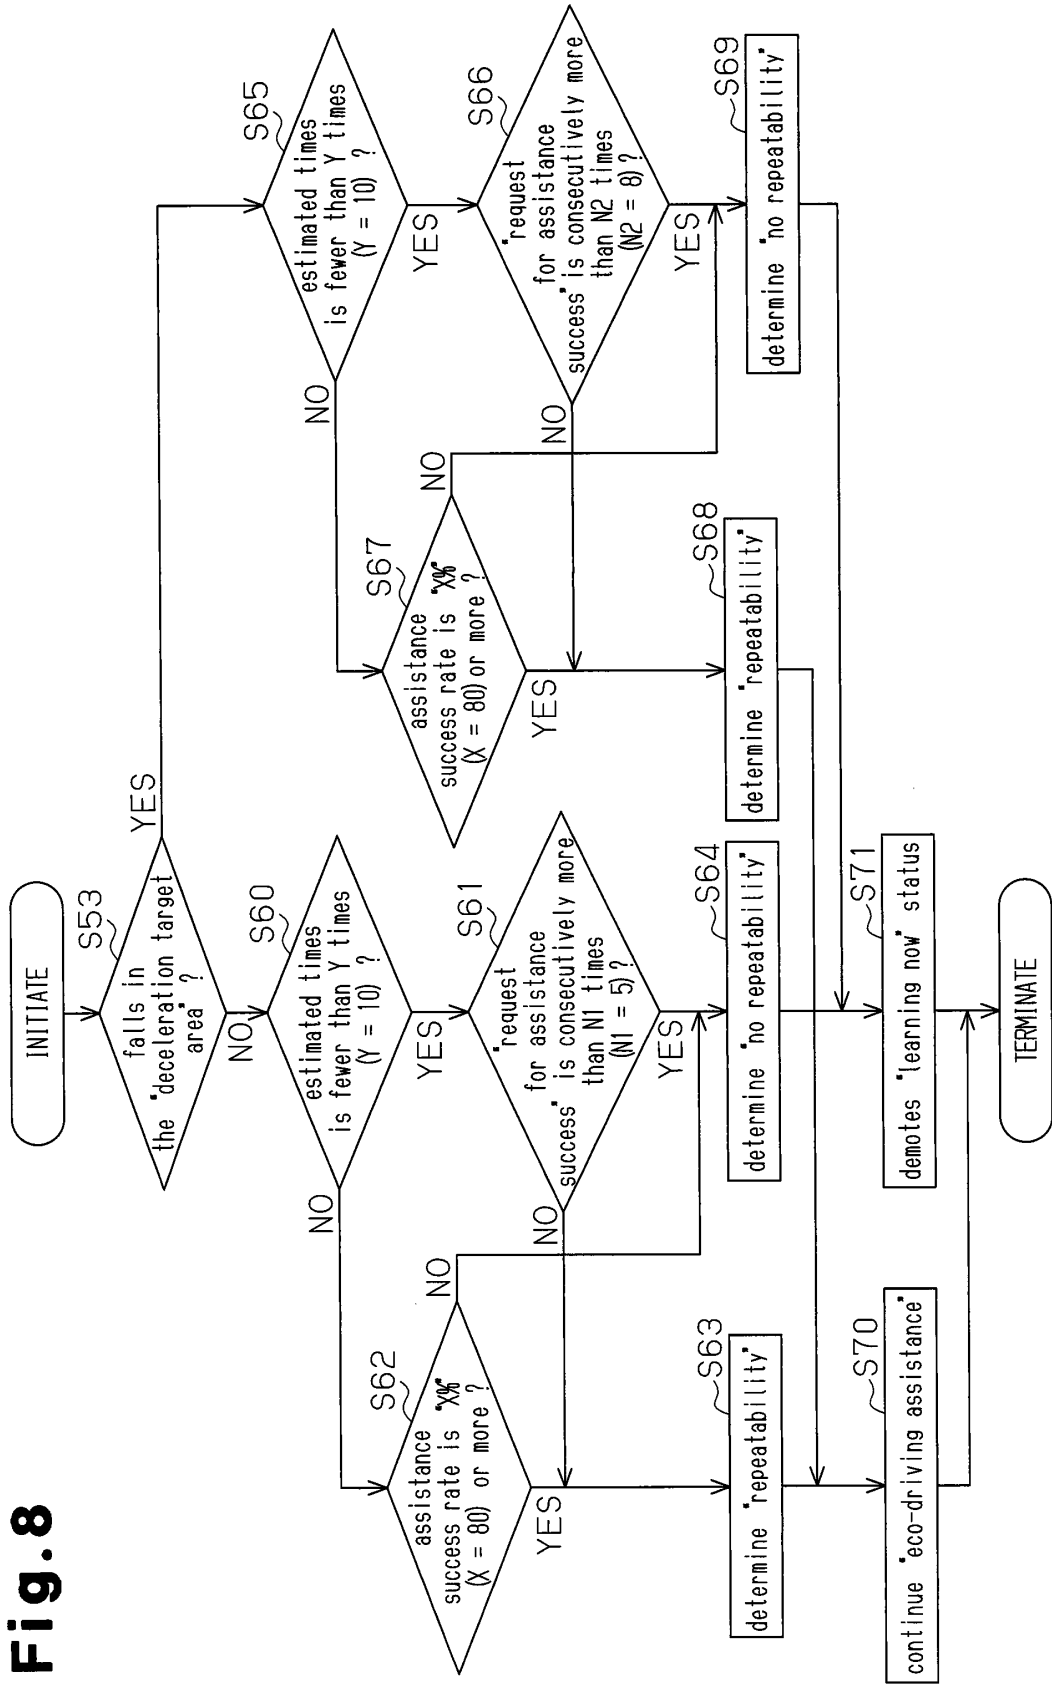 Fig.8
INITIATE
S53
falls in
the "deceleration target
area" ?
YES
NO
S60
estimated times
is fewer than Y times
(Y = 10) ?
NO
YES
S65
estimated times
is fewer than Y times
(Y = 10) ?
NO
YES
S62
assistance
success rate is "X%"
(X = 80) or more ?
NO
YES
S61
"request
for assistance
success" is consecutively more
than N1 times
(N1 = 5) ?
NO
YES
S67
assistance
success rate is "X%"
(X = 80) or more ?
NO
YES
S66
"request
for assistance
success" is consecutively more
than N2 times
(N2 = 8) ?
NO
YES
S63
determine "repeatability"
S64
determine "no repeatability"
S68
determine "repeatability"
S69
determine "no repeatability"
S70
continue "eco-driving assistance"
S71
demotes "learning now" status
TERMINATE